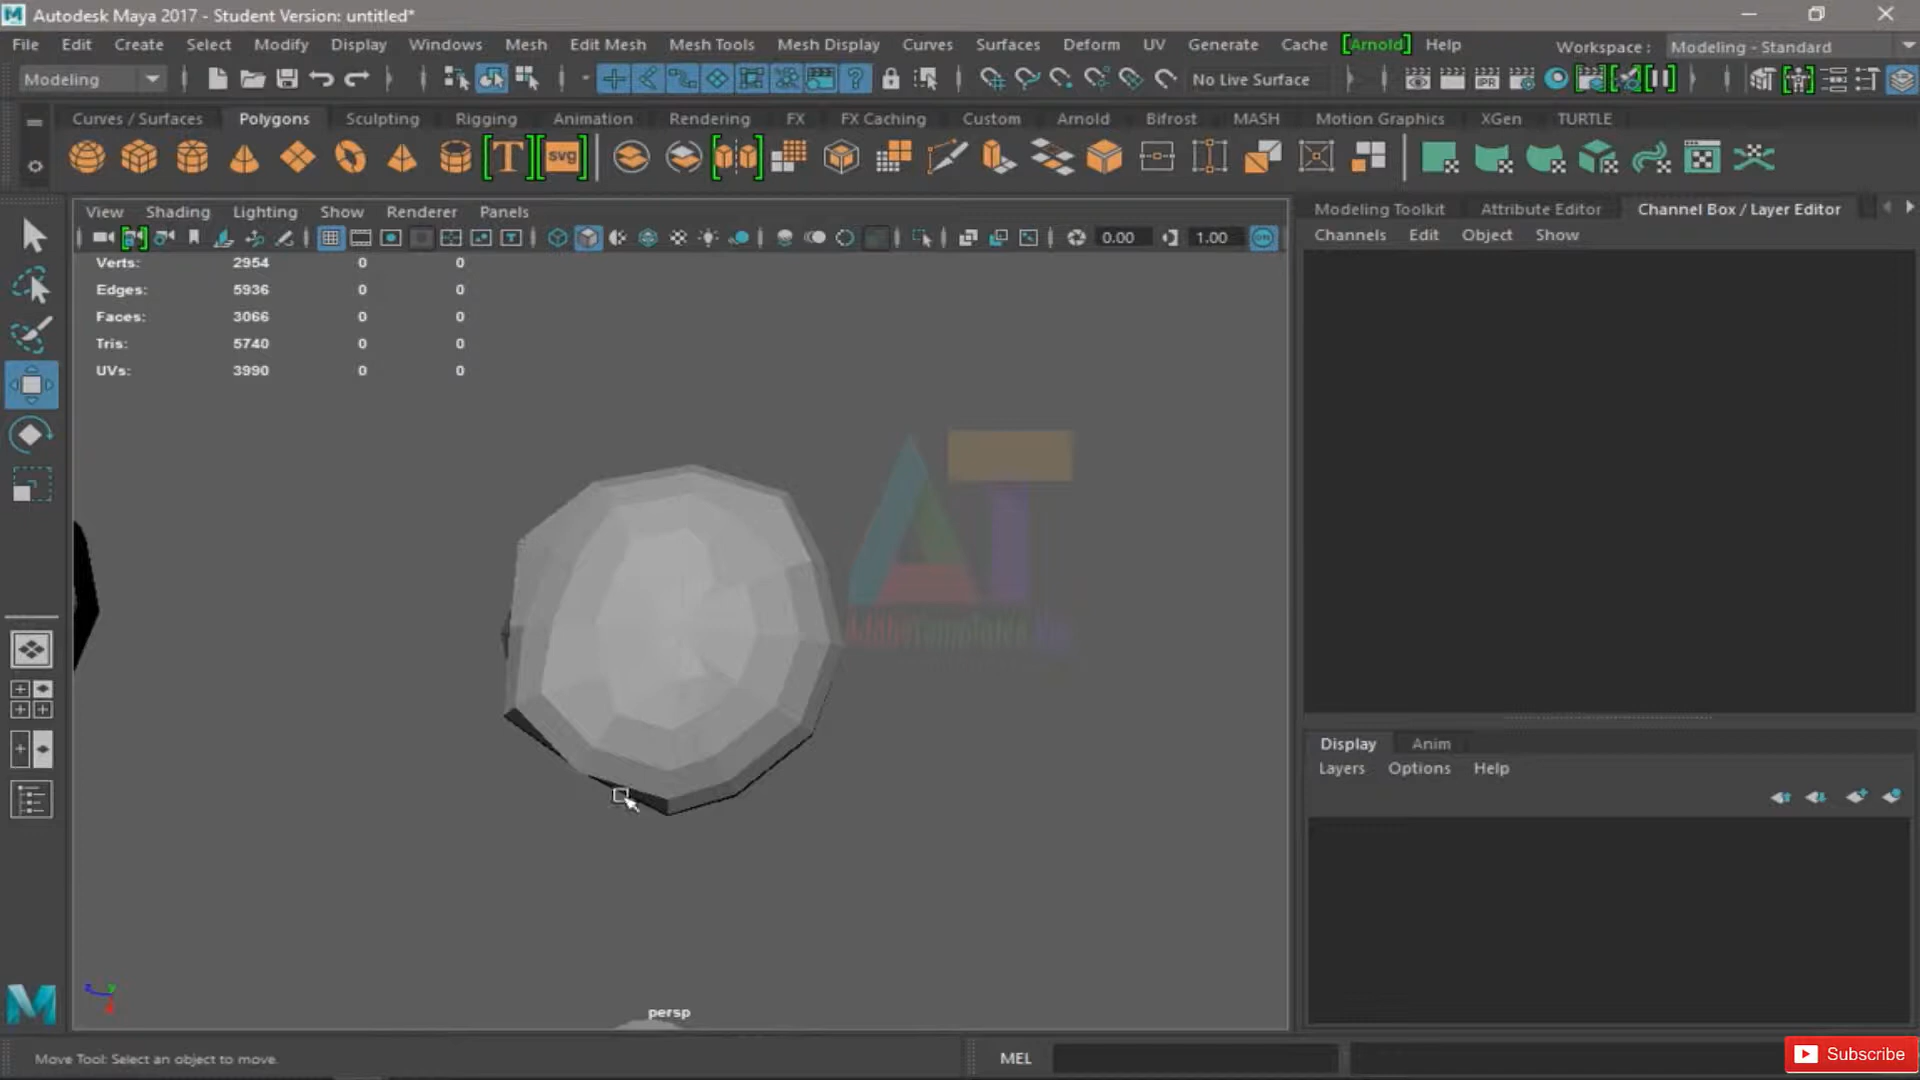 Autodesk Maya 2017 - Student Version: untitled*
File Edit Create Select Modify Display Windows Mesh Edit Mesh Mesh Tools Mesh Display Curves Surfaces Deform UV Generate Cache [Arnold] Help Workspace : Modeling - Standard
Modeling No Live Surface IPR
Curves / Surfaces Polygons Sculpting Rigging Animation Rendering FX FX Caching Custom Arnold Bifrost MASH Motion Graphics XGen TURTLE
T svg
View Shading Lighting Show Renderer Panels Modeling Toolkit Attribute Editor Channel Box / Layer Editor
0.00 1.00 ON Channels Edit Object Show
Verts: 2954 0 0
Edges: 5936 0 0
Faces: 3066 0 0
Tris: 5740 0 0
UVs: 3990 0 0
AT
Display Anim
Layers Options Help
z y
x
persp
M
Move Tool: Select an object to move. MEL Subscribe